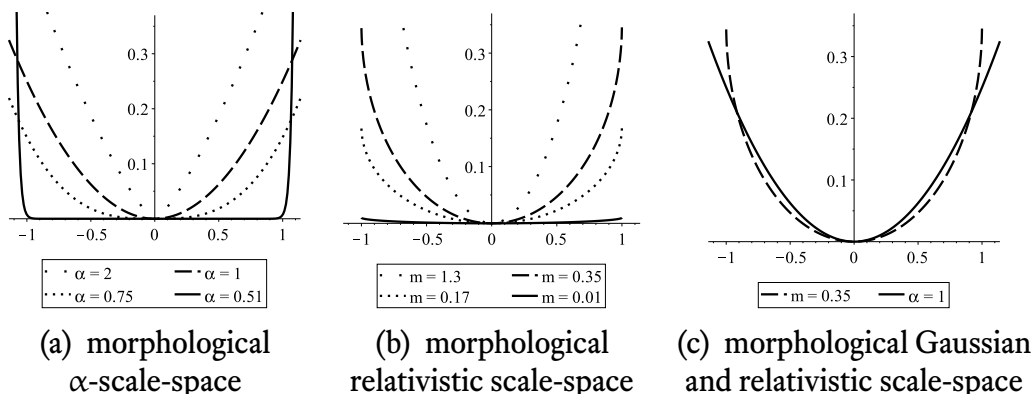 0.3
0.2
0.1
−1 −0.5 0 0.5 1
α = 2 α = 1
α = 0.75 α = 0.51
(a) morphological
α-scale-space
0.3
0.2
0.1
−1 −0.5 0 0.5 1
m = 1.3 m = 0.35
m = 0.17 m = 0.01
(b) morphological
relativistic scale-space
0.3
0.2
0.1
−1 −0.5 0 0.5 1
m = 0.35 α = 1
(c) morphological Gaussian
and relativistic scale-space